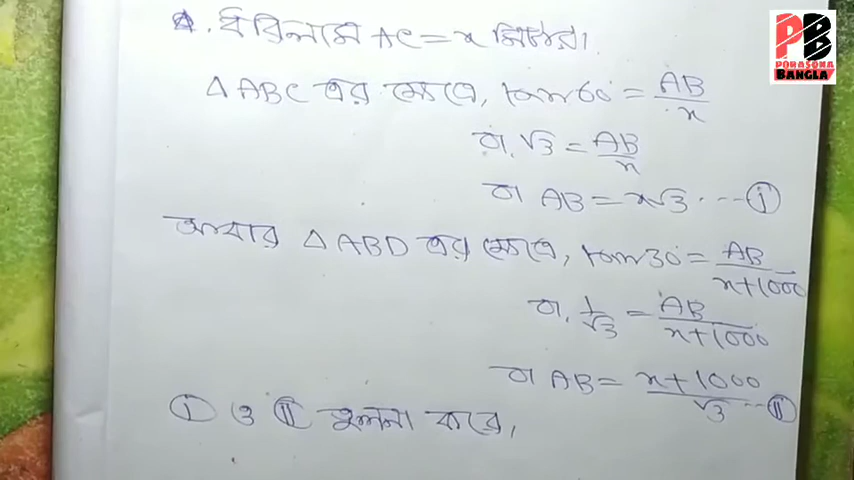 PB
PORASONA
BANGLA
ধরিলাম AC = x মিটার।
△ABC এর ক্ষেত্রে, tan60° = AB/x
বা, √3 = AB/x
বা AB = x√3 ---- (i)
আবার △ABD এর ক্ষেত্রে, tan30° = AB/x+1000
বা, 1/√3 = AB/x+1000
বা AB = x+1000/√3 --- (ii)
(i) ও (ii) তুলনা করে,